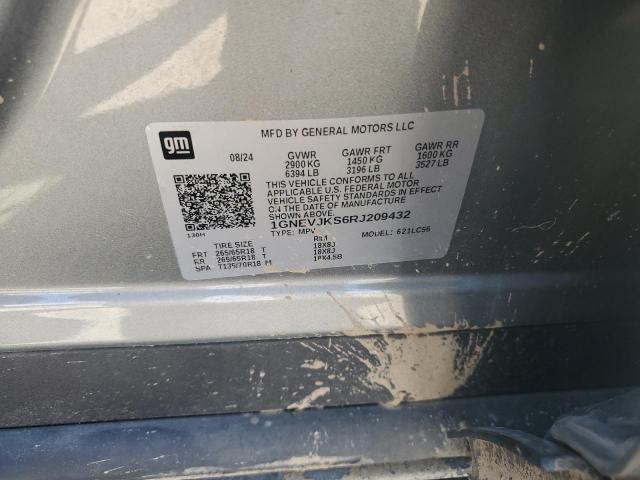 gm
MFD BY GENERAL MOTORS LLC
08/24 GVWR GAWR FRT GAWR RR
2900 KG 1450 KG 1600 KG
6394 LB 3196 LB 3527 LB
THIS VEHICLE CONFORMS TO ALL
APPLICABLE U.S. FEDERAL MOTOR
VEHICLE SAFETY STANDARDS IN EFFECT
ON THE DATE OF MANUFACTURE
SHOWN ABOVE.
1GNEVJKS6RJ209432
130H
TYPE: MPV MODEL: 621LC56
TIRE SIZE RIM
FRT 265/65R18 T 18X8J
RR 265/65R18 T 18X8J
SPA T135/70R18 M 1PX4.5B